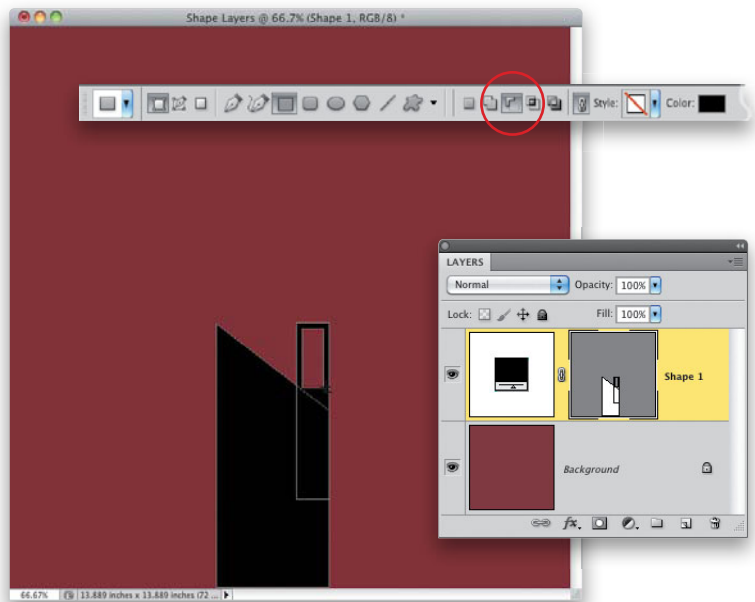 Shape Layers @ 66.7% (Shape 1, RGB/8) *
Style:
Color:
LAYERS
Normal
Opacity: 100%
Lock:
Fill: 100%
Shape 1
Background
fx.
66.67%
13.889 inches x 13.889 inches (72 ...